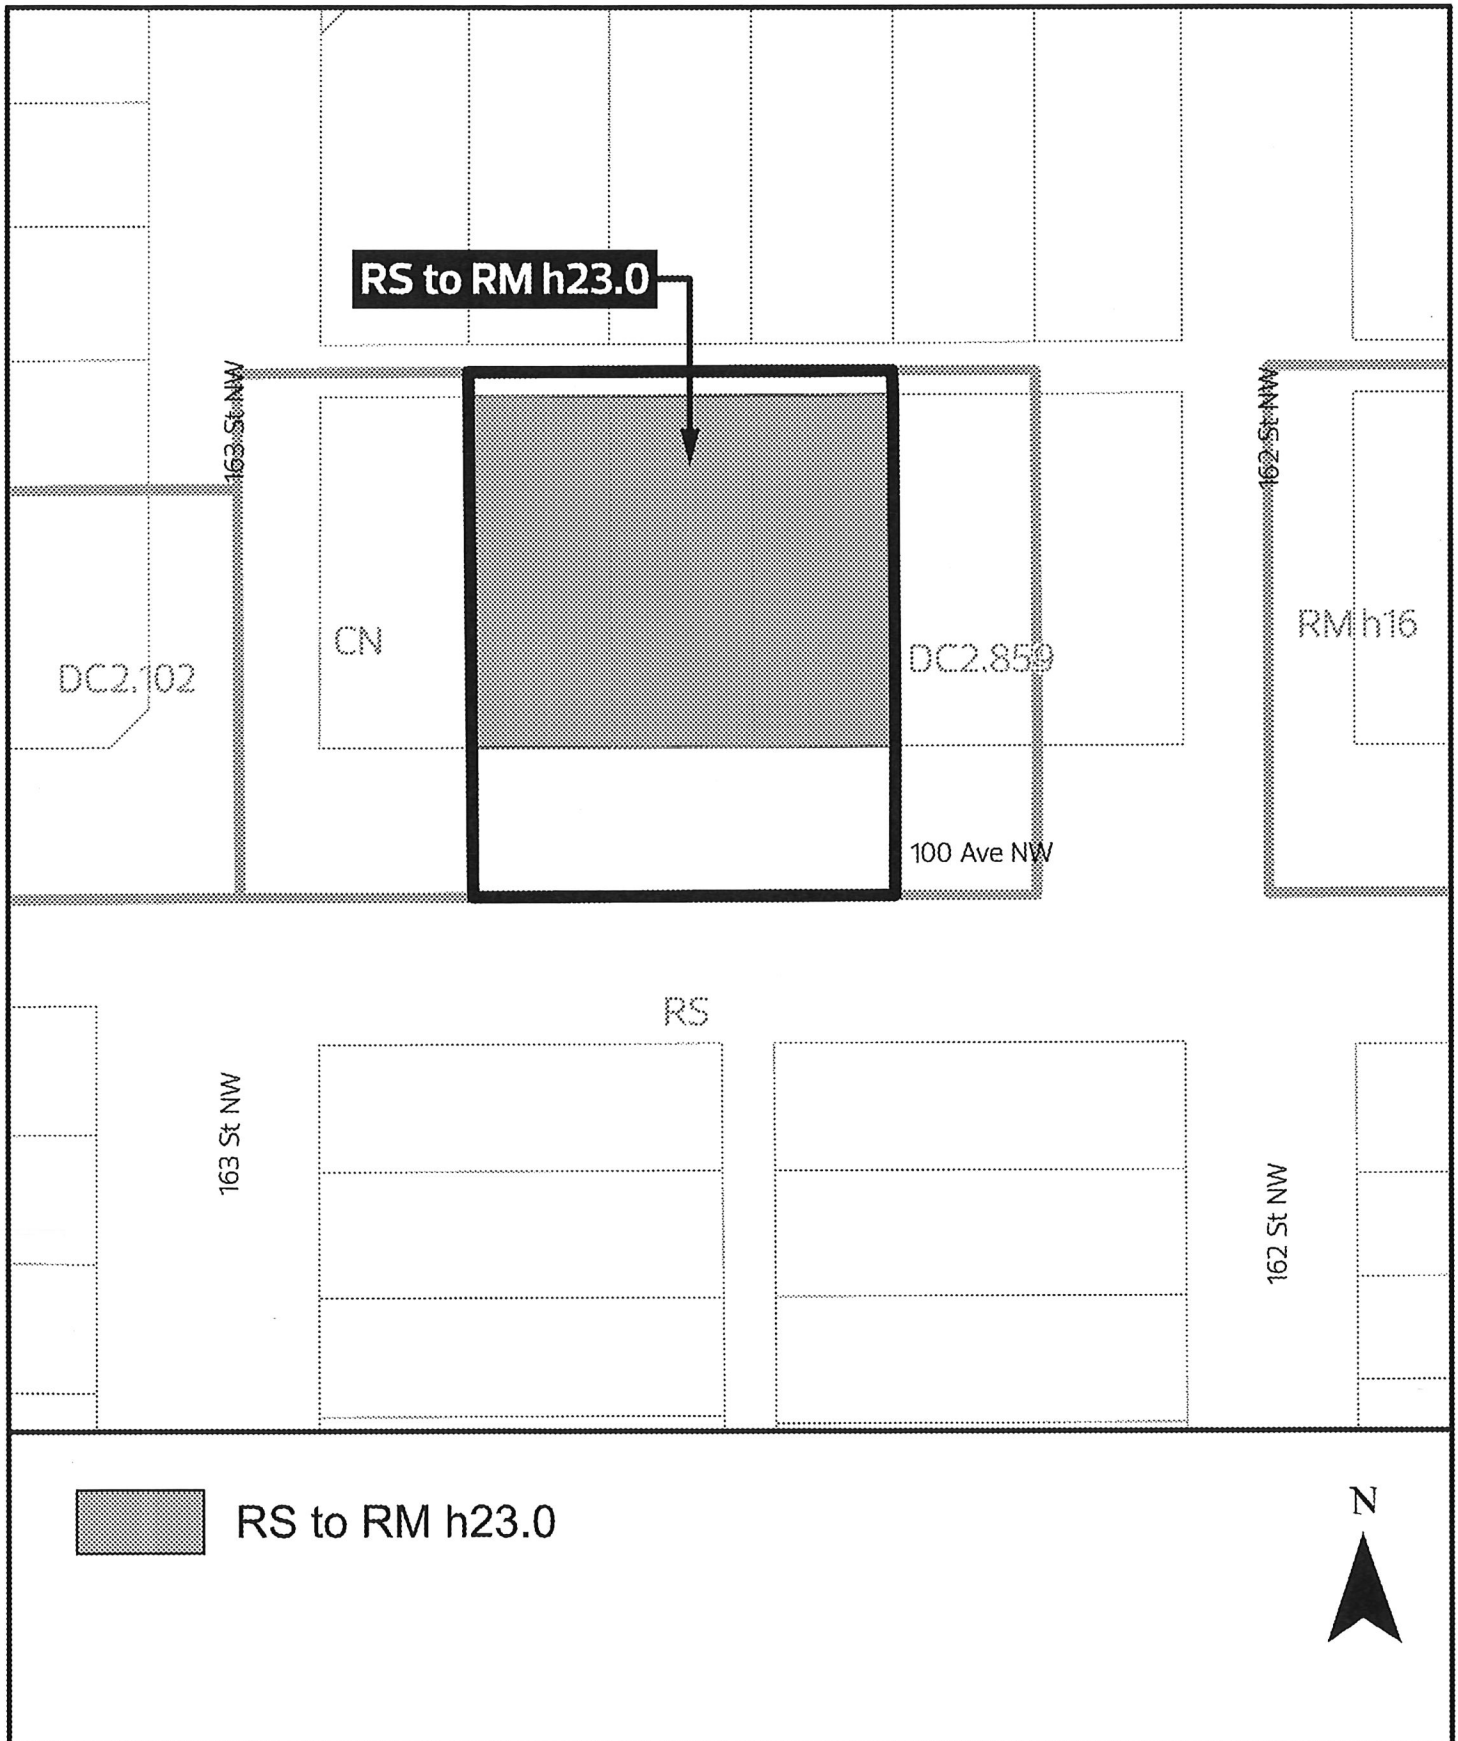 RS to RM h23.0
163 St NW
162 St NW
CN
RM h16
DC2.102
DC2.859
100 Ave NW
RS
163 St NW
162 St NW
N
RS to RM h23.0